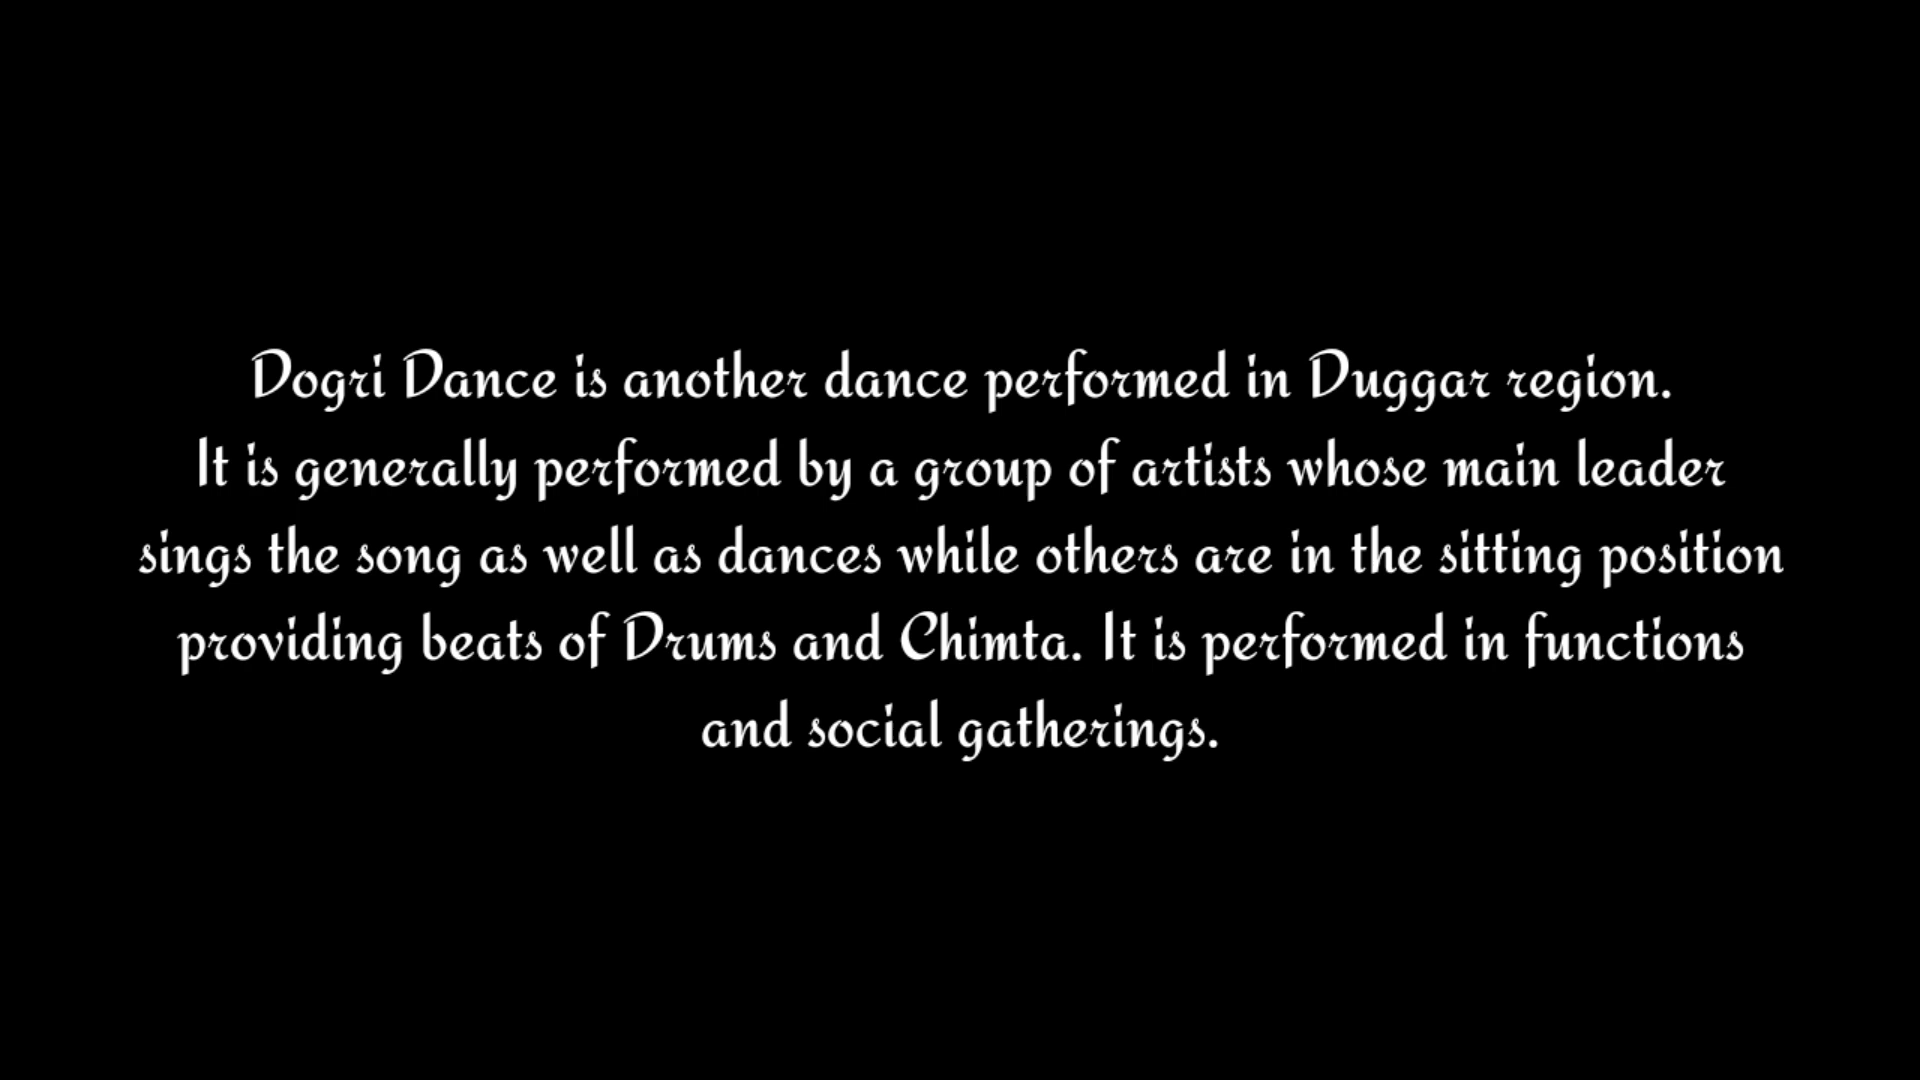 Dogri Dance is another dance performed in Duggar region.
It is generally performed by a group of artists whose main leader
sings the song as well as dances while others are in the sitting position
providing beats of Drums and Chimta. It is performed in functions
and social gatherings.